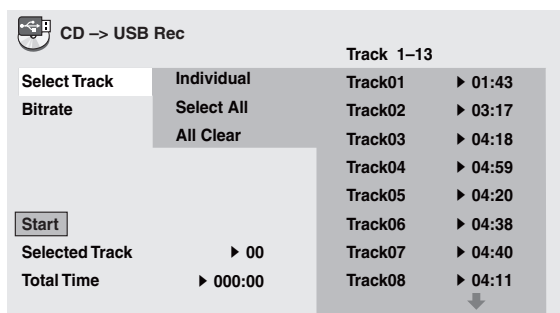 CD –> USB Rec
Track 1–13
Select Track Individual Track01 ▶ 01:43
Bitrate Select All Track02 ▶ 03:17
All Clear Track03 ▶ 04:18
Track04 ▶ 04:59
Track05 ▶ 04:20
Start Track06 ▶ 04:38
Selected Track ▶ 00 Track07 ▶ 04:40
Total Time ▶ 000:00 Track08 ▶ 04:11